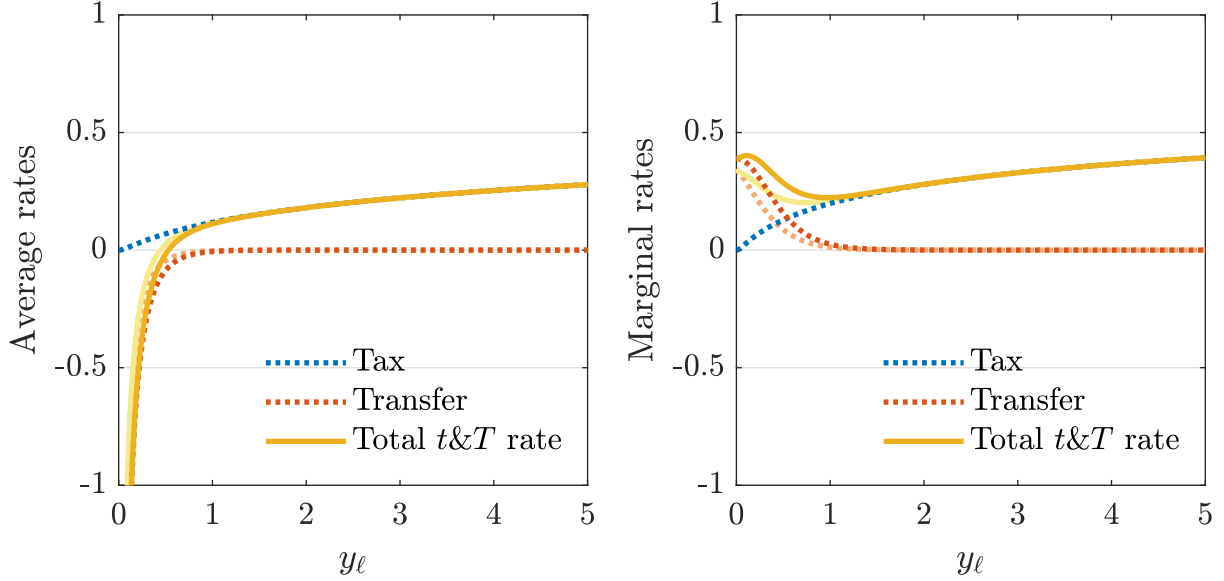 1
0.5
0
-0.5
-1
0
1
2
3
4
5
Average rates
y_ℓ
Tax
Transfer
Total t&T rate
1
0.5
0
-0.5
-1
0
1
2
3
4
5
Marginal rates
y_ℓ
Tax
Transfer
Total t&T rate